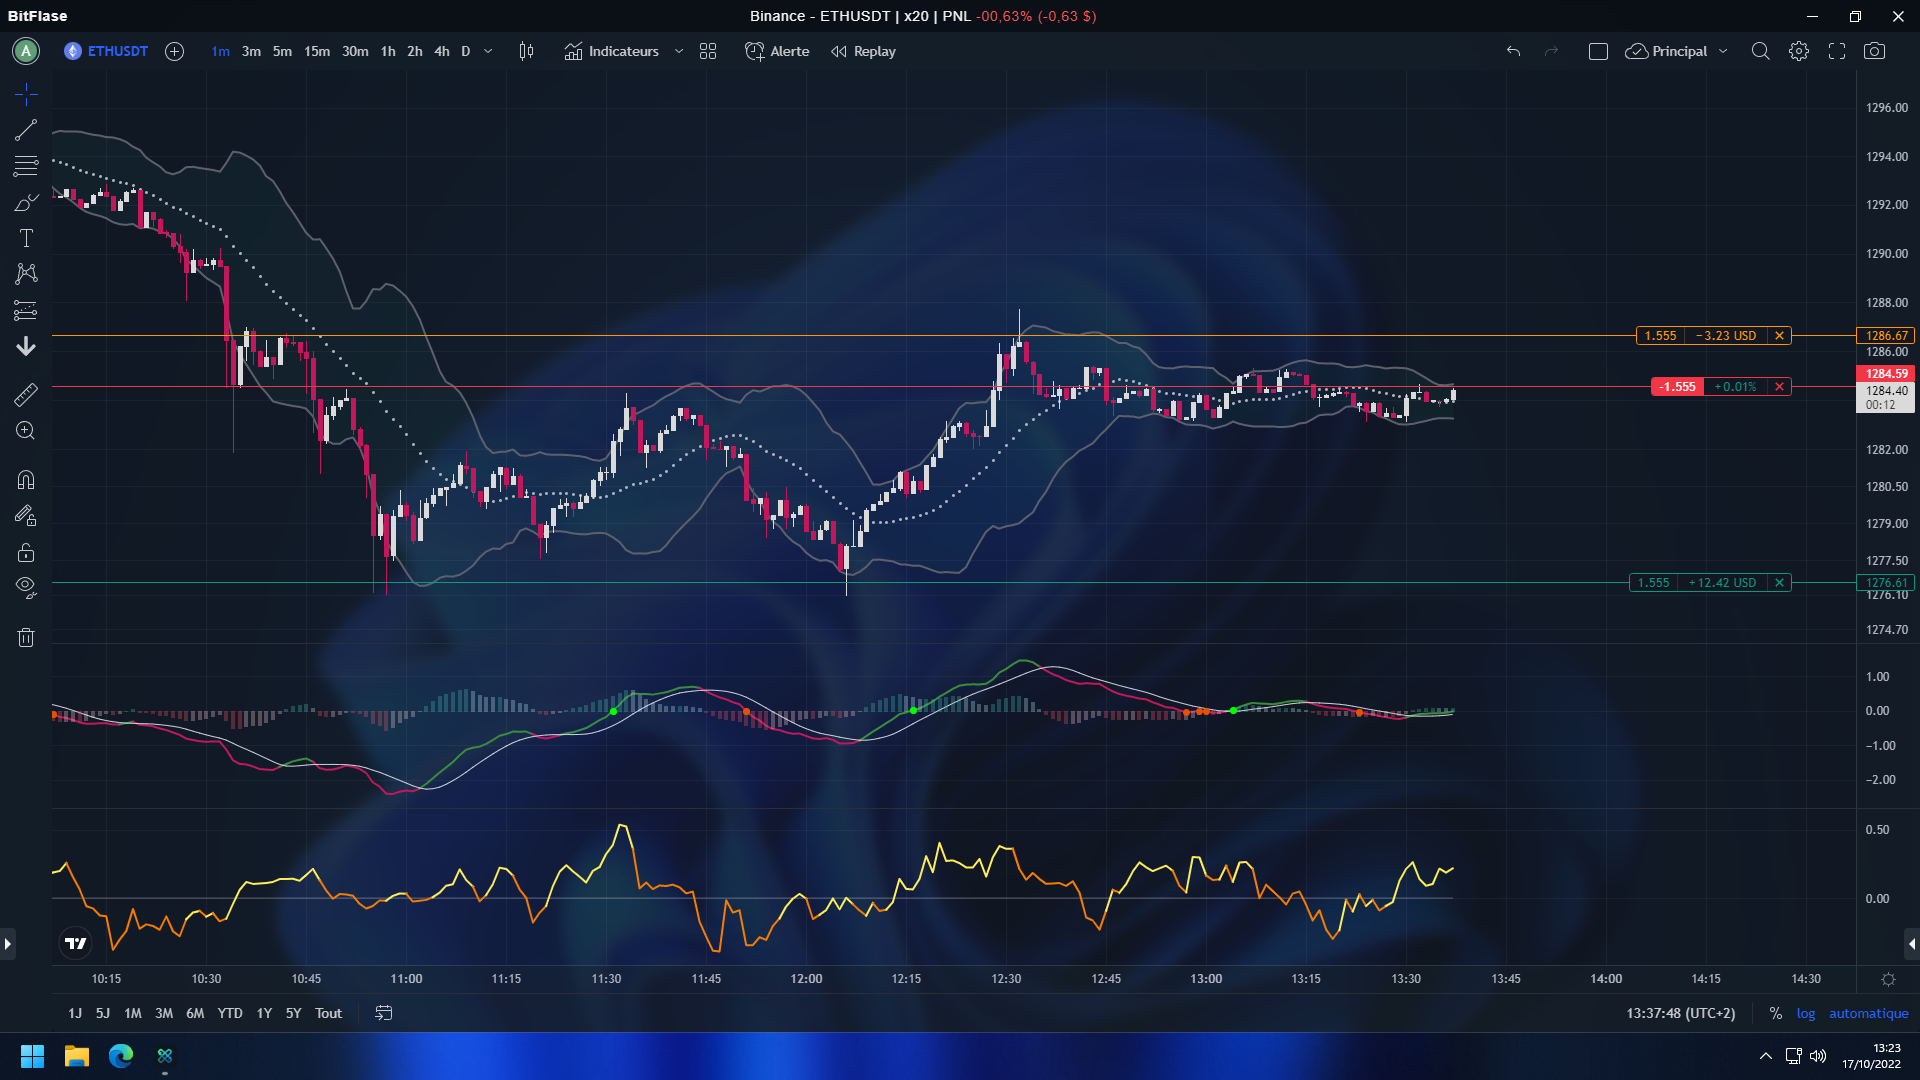 BitFlase
Binance - ETHUSDT | x20 | PNL -00,63% (-0,63 $)
A ETHUSDT 1m 3m 5m 15m 30m 1h 2h 4h D Indicateurs Alerte Replay Principal
1296.00
1294.00
1292.00
1290.00
1288.00
1.555 −3.23 USD × 1286.67
1286.00
1284.59
-1.555 +0.01% ×
1284.40
00:12
1282.00
1280.50
1279.00
1277.50
1.555 +12.42 USD × 1276.61
1276.10
1274.70
1.00
0.00
−1.00
−2.00
0.50
0.00
10:15 10:30 10:45 11:00 11:15 11:30 11:45 12:00 12:15 12:30 12:45 13:00 13:15 13:30 13:45 14:00 14:15 14:30
1J 5J 1M 3M 6M YTD 1Y 5Y Tout 13:37:48 (UTC+2) % log automatique
13:23
17/10/2022